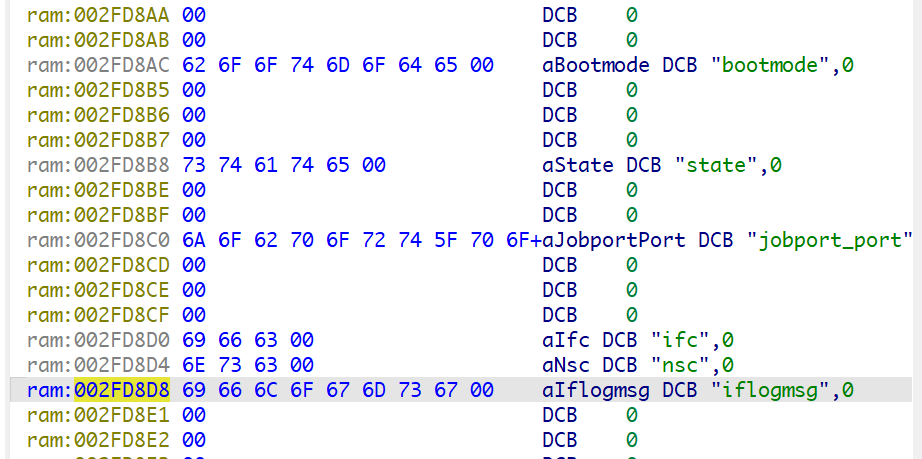 ram:002FD8AA 00 DCB 0
ram:002FD8AB 00 DCB 0
ram:002FD8AC 62 6F 6F 74 6D 6F 64 65 00 aBootmode DCB "bootmode",0
ram:002FD8B5 00 DCB 0
ram:002FD8B6 00 DCB 0
ram:002FD8B7 00 DCB 0
ram:002FD8B8 73 74 61 74 65 00 aState DCB "state",0
ram:002FD8BE 00 DCB 0
ram:002FD8BF 00 DCB 0
ram:002FD8C0 6A 6F 62 70 6F 72 74 5F 70 6F+aJobportPort DCB "jobport_port"
ram:002FD8CD 00 DCB 0
ram:002FD8CE 00 DCB 0
ram:002FD8CF 00 DCB 0
ram:002FD8D0 69 66 63 00 aIfc DCB "ifc",0
ram:002FD8D4 6E 73 63 00 aNsc DCB "nsc",0
ram:002FD8D8 69 66 6C 6F 67 6D 73 67 00 aIflogmsg DCB "iflogmsg",0
ram:002FD8E1 00 DCB 0
ram:002FD8E2 00 DCB 0